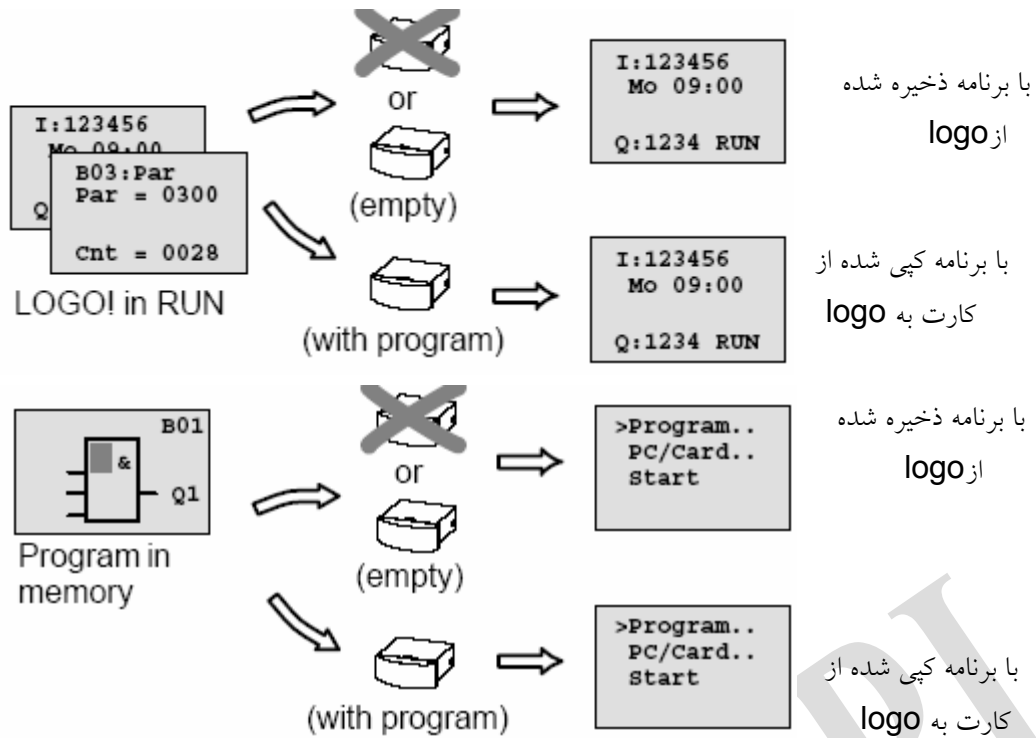 or
(empty)
I:123456
Mo 09:00
Q:1234 RUN
با برنامه ذخیره شده
از logo
I:123456
Mo 09:00
Q
B03:Par
Par = 0300
Cnt = 0028
LOGO! in RUN
(with program)
I:123456
Mo 09:00
Q:1234 RUN
با برنامه کپی شده از
کارت به logo
B01
&
Q1
Program in
memory
or
(empty)
>Program..
PC/Card..
Start
با برنامه ذخیره شده
از logo
(with program)
>Program..
PC/Card..
Start
با برنامه کپی شده از
کارت به logo